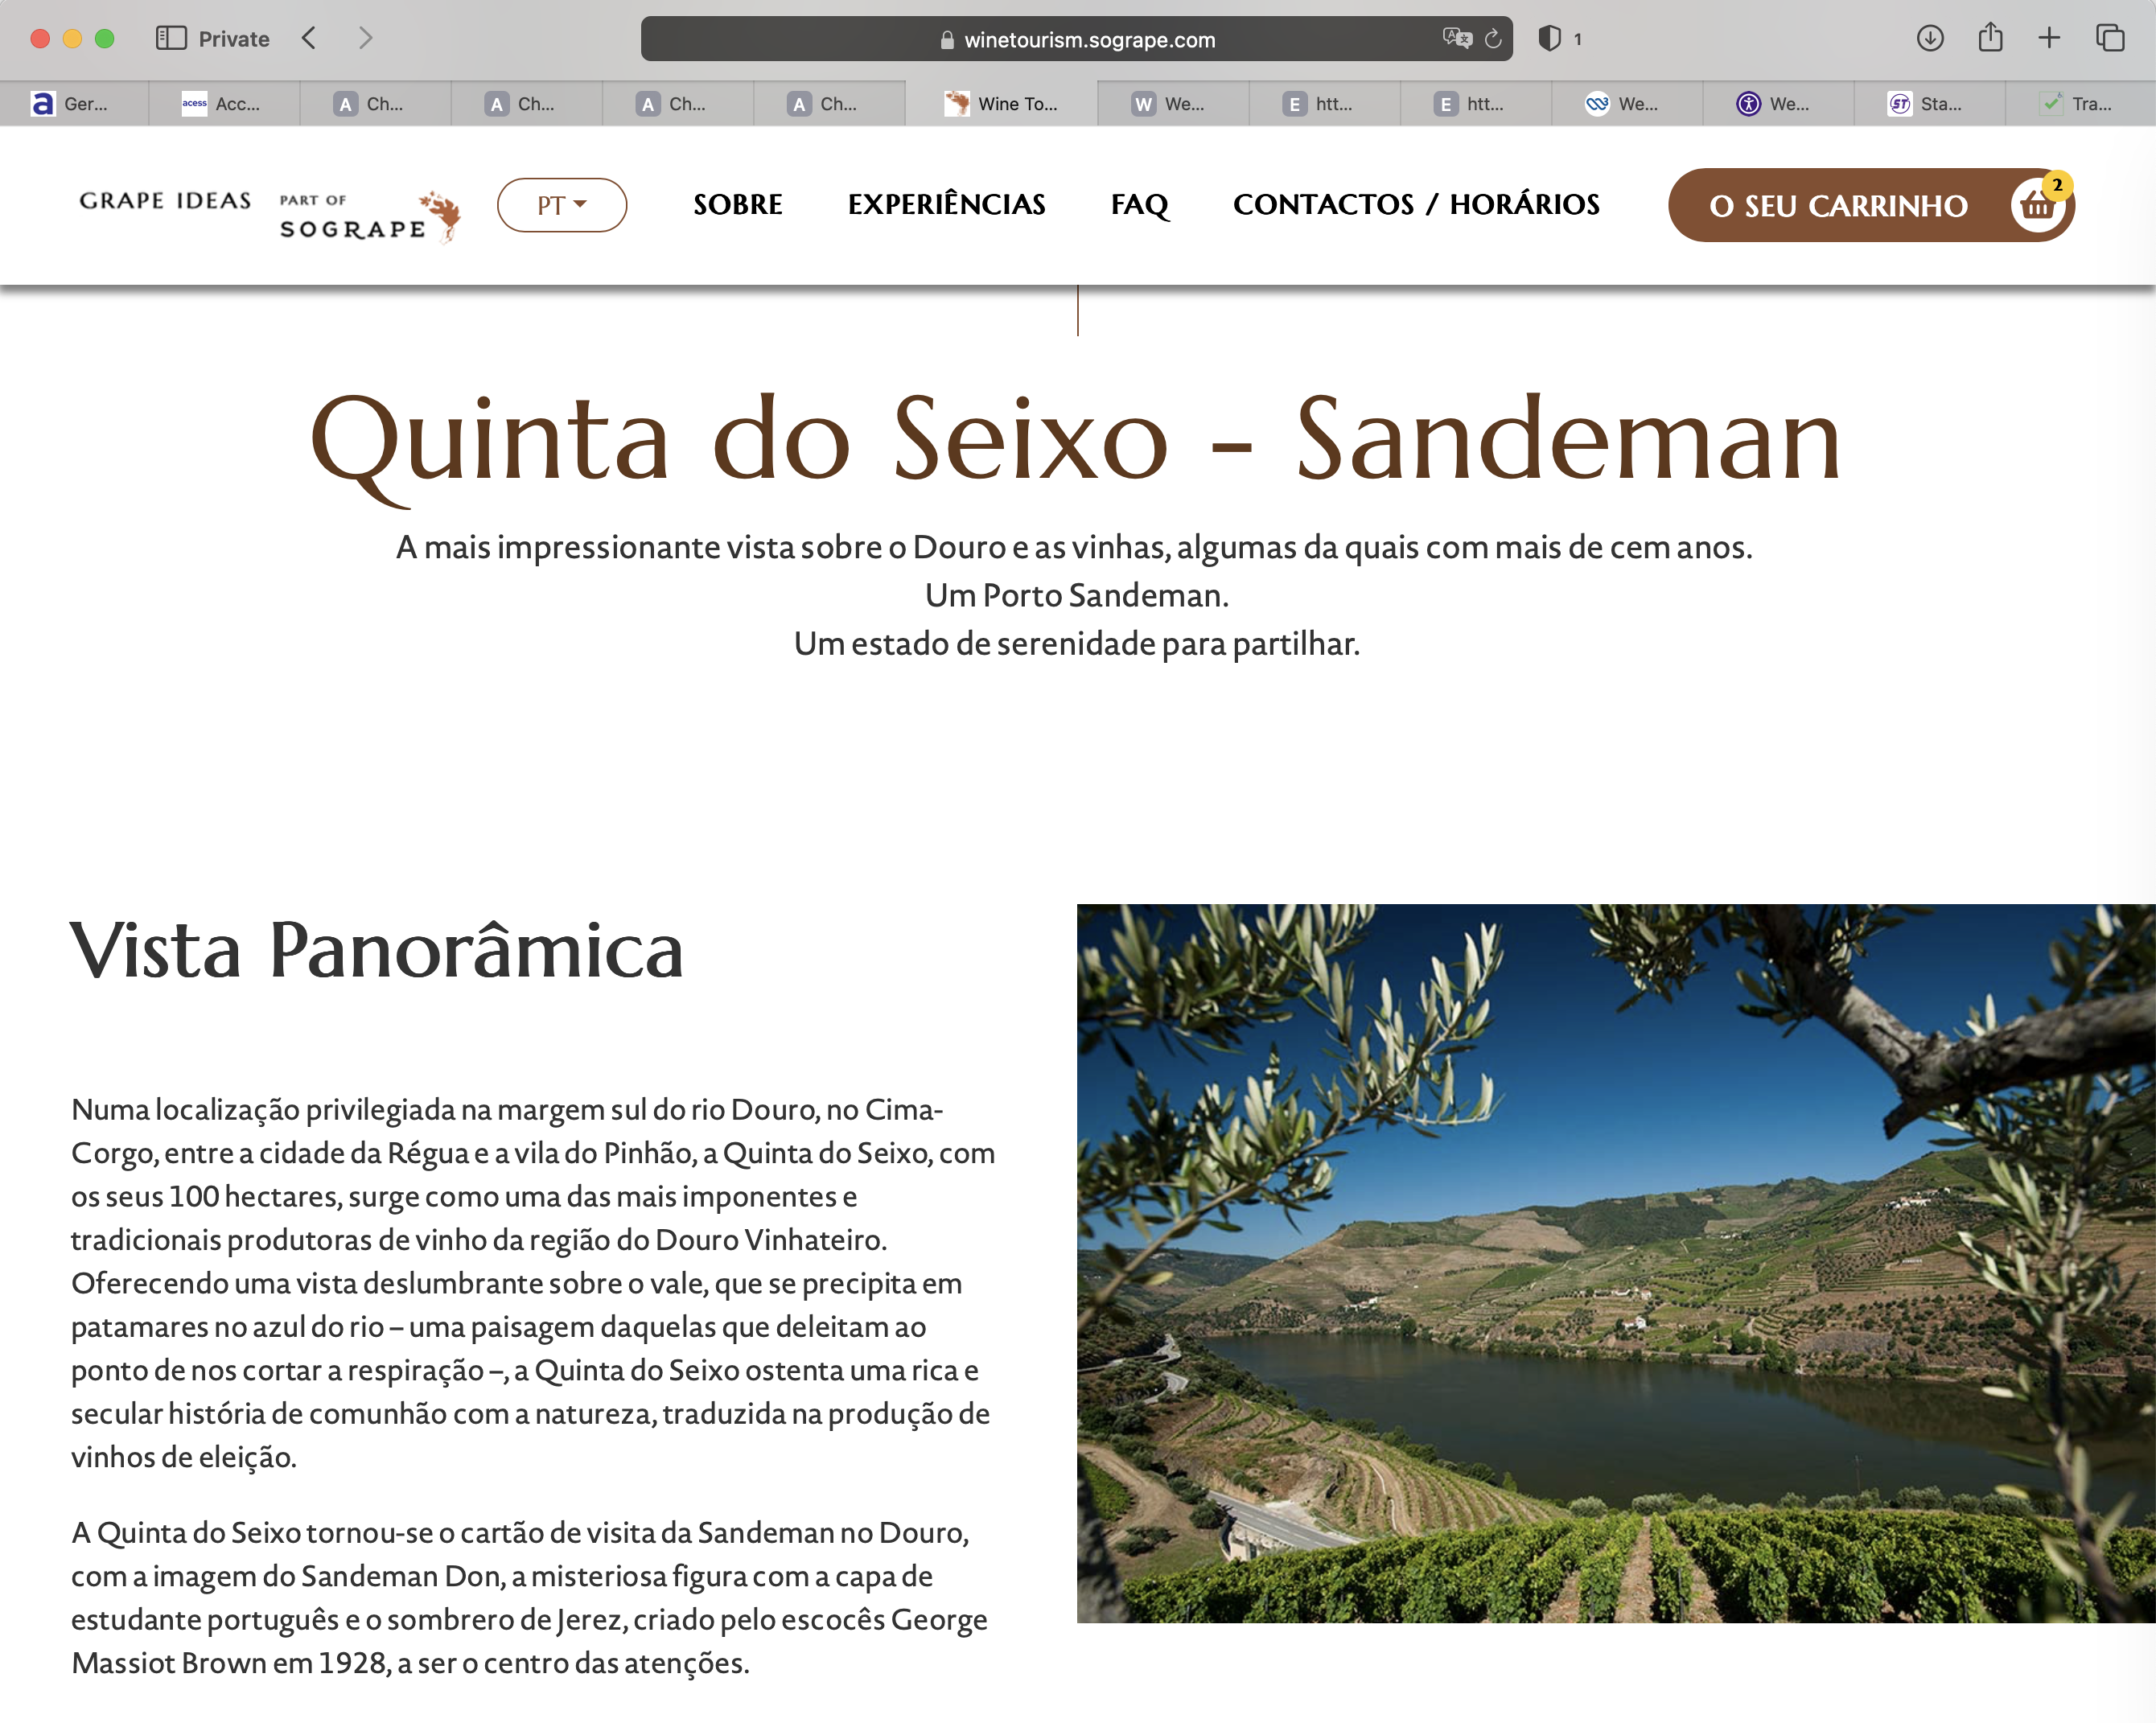 Private
winetourism.sogrape.com
1
a Ger...
acess Acc...
A Ch...
A Ch...
A Ch...
A Ch...
Wine To...
W We...
E htt...
E htt...
We...
We...
ST Sta...
Tra...
GRAPE IDEAS
PART OF
SOGRAPE
PT
SOBRE
EXPERIÊNCIAS
FAQ
CONTACTOS / HORÁRIOS
O SEU CARRINHO
2
Quinta do Seixo - Sandeman
A mais impressionante vista sobre o Douro e as vinhas, algumas da quais com mais de cem anos.
Um Porto Sandeman.
Um estado de serenidade para partilhar.
Vista Panorâmica
Numa localização privilegiada na margem sul do rio Douro, no Cima-
Corgo, entre a cidade da Régua e a vila do Pinhão, a Quinta do Seixo, com
os seus 100 hectares, surge como uma das mais imponentes e
tradicionais produtoras de vinho da região do Douro Vinhateiro.
Oferecendo uma vista deslumbrante sobre o vale, que se precipita em
patamares no azul do rio – uma paisagem daquelas que deleitam ao
ponto de nos cortar a respiração –, a Quinta do Seixo ostenta uma rica e
secular história de comunhão com a natureza, traduzida na produção de
vinhos de eleição.
A Quinta do Seixo tornou-se o cartão de visita da Sandeman no Douro,
com a imagem do Sandeman Don, a misteriosa figura com a capa de
estudante português e o sombrero de Jerez, criado pelo escocês George
Massiot Brown em 1928, a ser o centro das atenções.